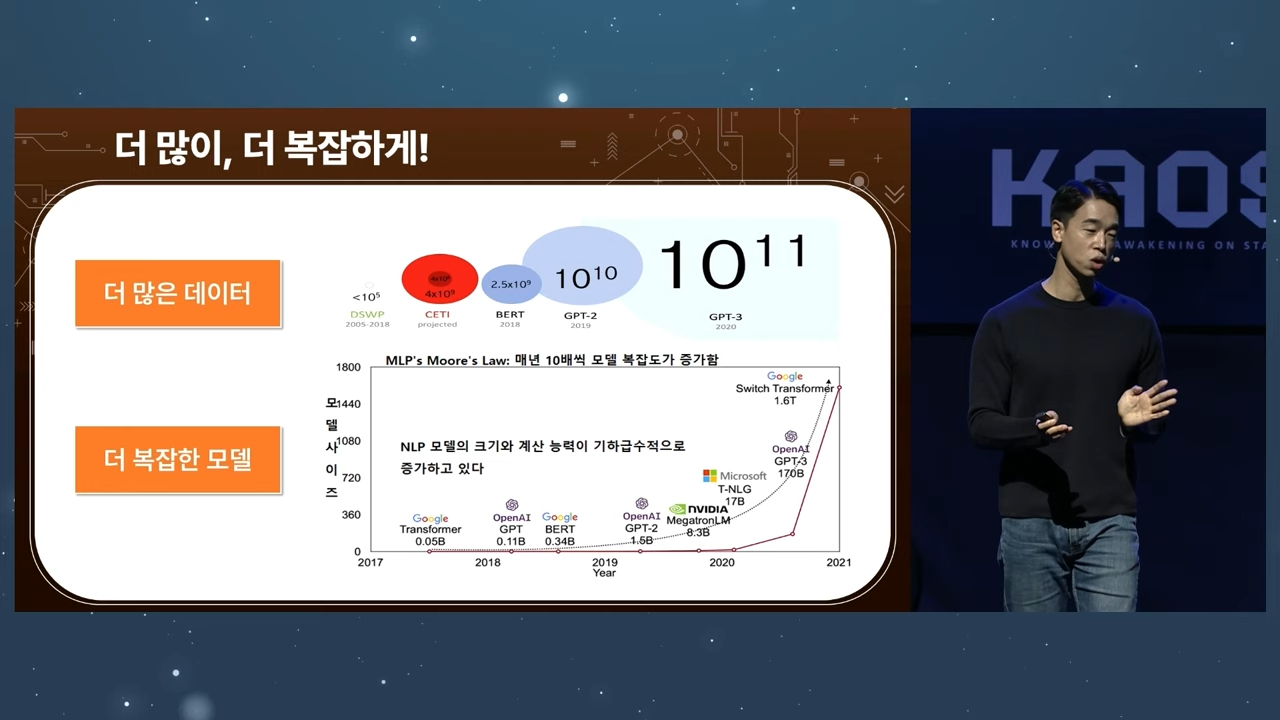 더 많이, 더 복잡하게!
더 많은 데이터
더 복잡한 모델
<10⁵
DSWP
2005-2018
4x10⁹
CETI
projected
2.5x10⁹
BERT
2018
10¹⁰
GPT-2
2019
10¹¹
GPT-3
2020
MLP's Moore's Law: 매년 10배씩 모델 복잡도가 증가함
모델사이즈
1800
1440
1080
720
360
0
NLP 모델의 크기와 계산 능력이 기하급수적으로
증가하고 있다
Google
Transformer
0.05B
OpenAI
GPT
0.11B
Google
BERT
0.34B
OpenAI
GPT-2
1.5B
NVIDIA
MegatronLM
8.3B
Microsoft
T-NLG
17B
OpenAI
GPT-3
170B
Google
Switch Transformer
1.6T
2017
2018
2019
2020
2021
Year
KAOS
AWAKENING ON